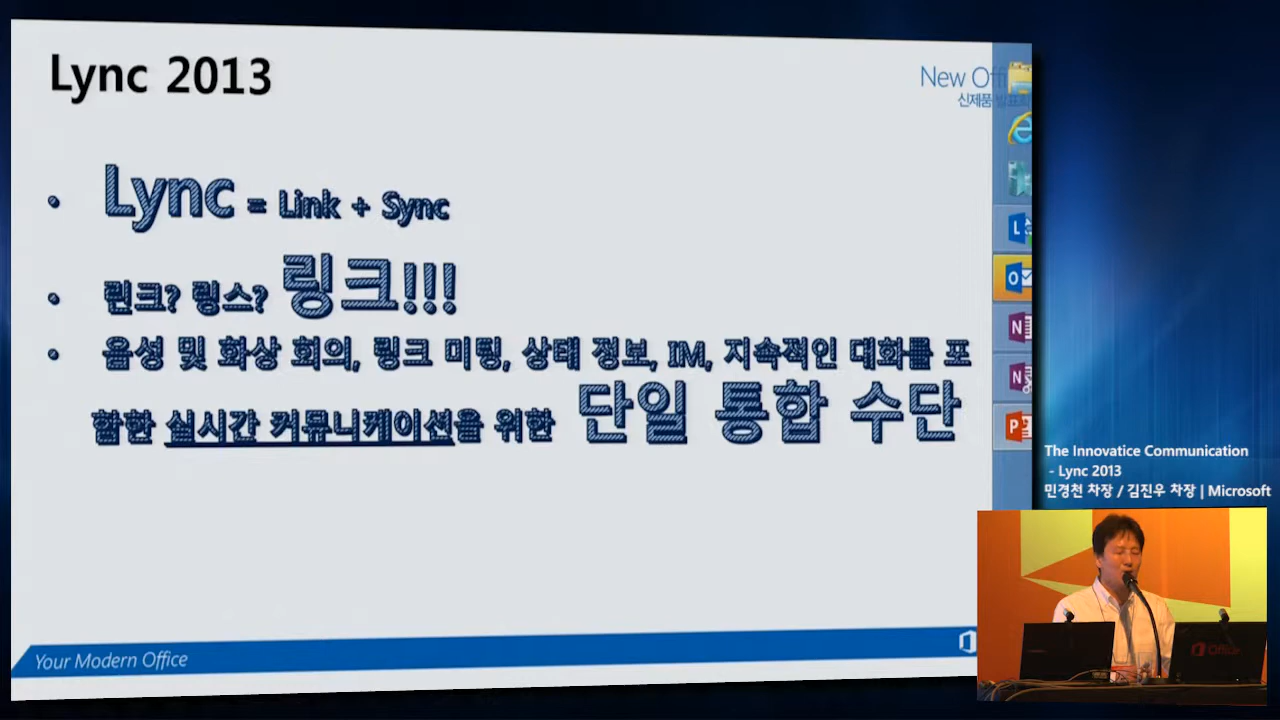 Lync 2013
New Offi
신제품 발표회
• Lync = Link + Sync
• 린크? 링스? 링크!!!
• 음성 및 화상 회의, 링크 미팅, 상태 정보, IM, 지속적인 대화를 포
함한 실시간 커뮤니케이션을 위한 단일 통합 수단
The Innovatice Communication
- Lync 2013
민경천 차장 / 김진우 차장 | Microsoft
Your Modern Office
Office